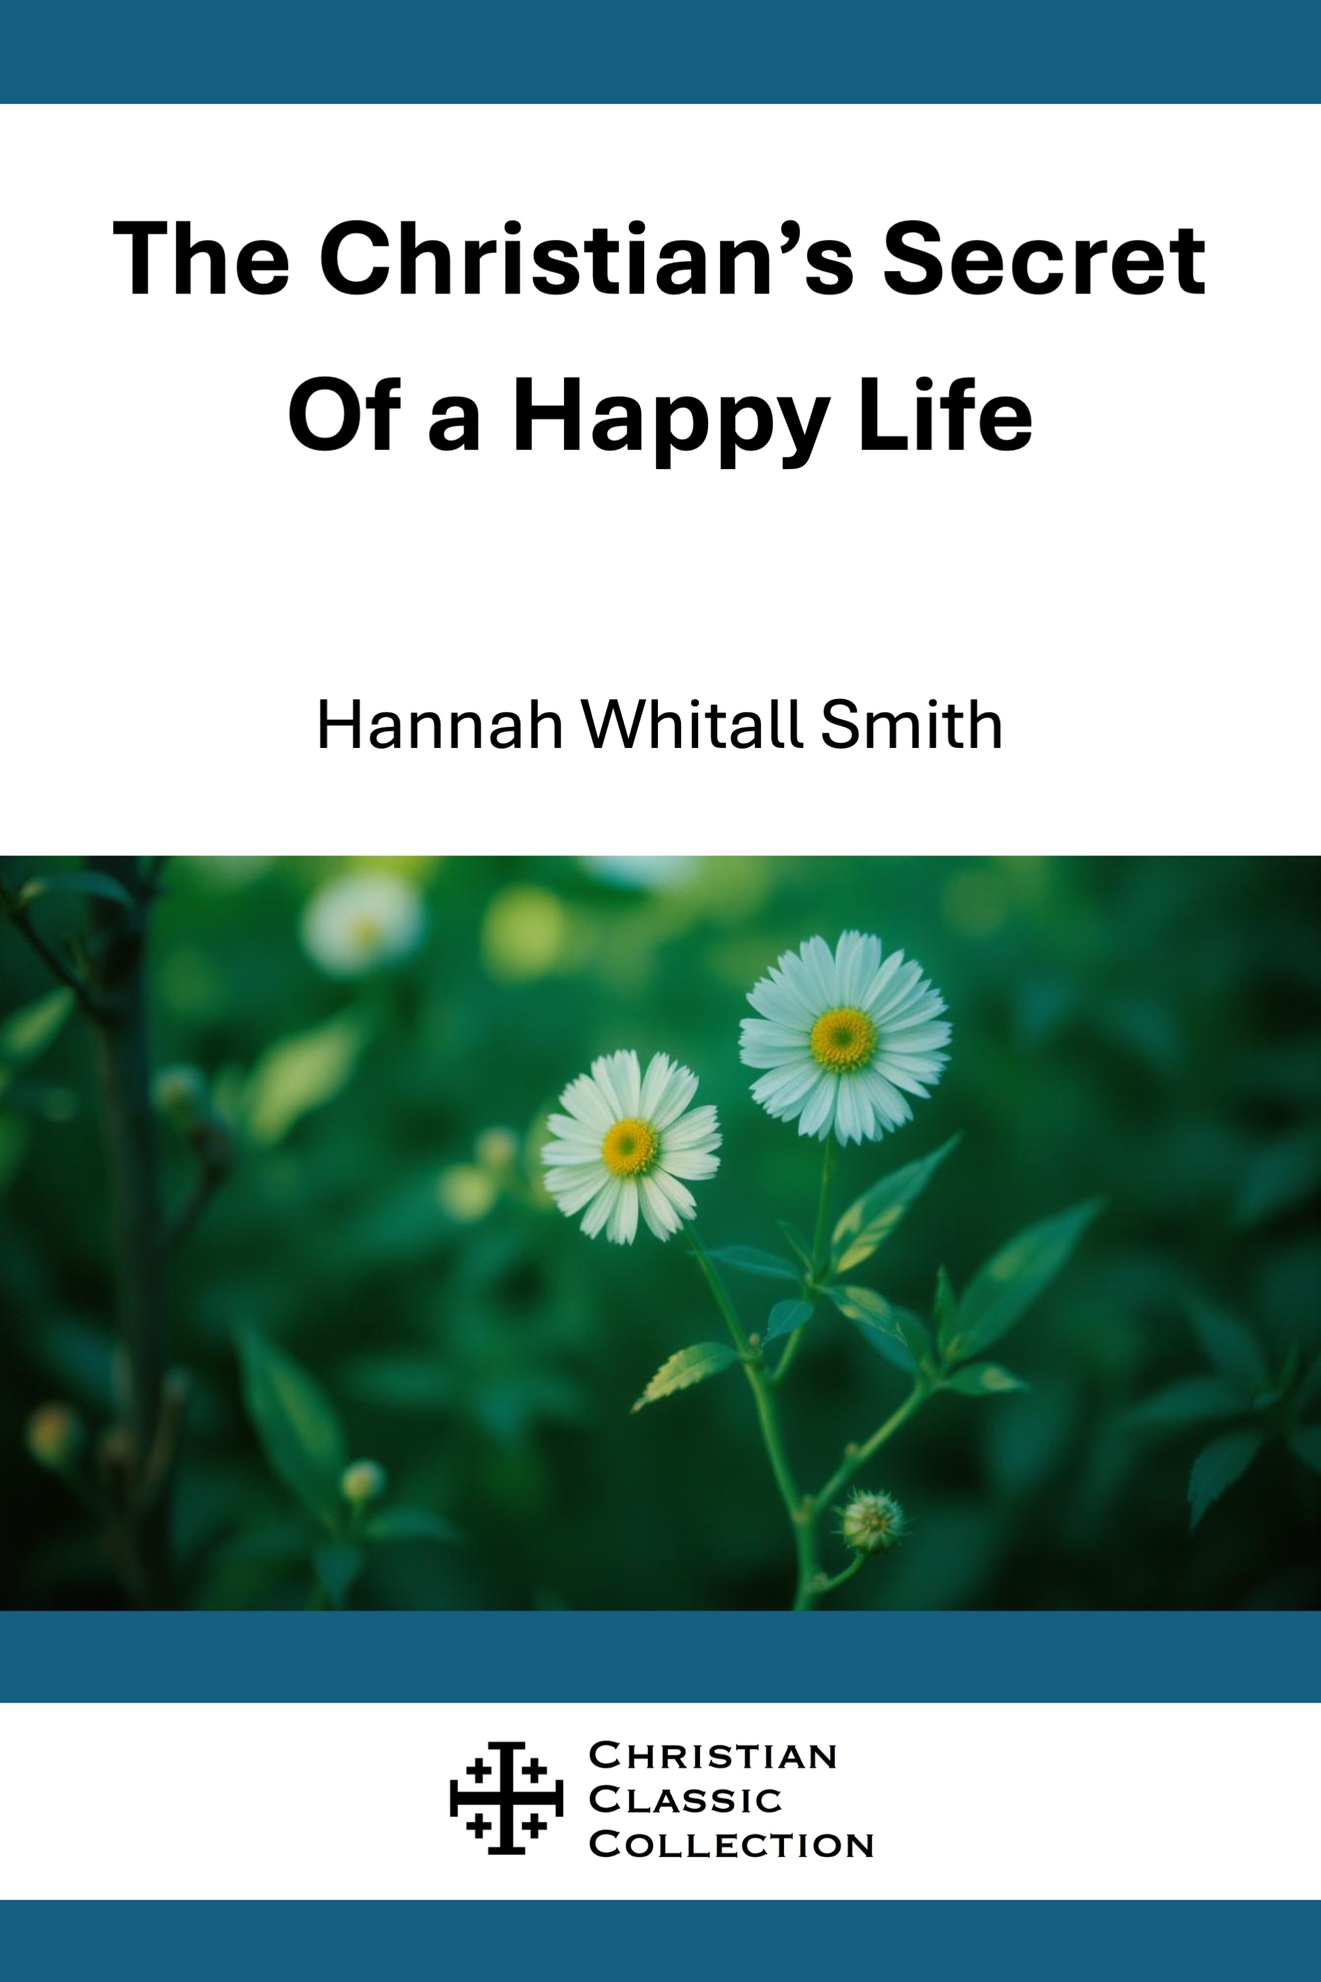 The Christian’s Secret
Of a Happy Life
Hannah Whitall Smith
Christian
Classic
Collection